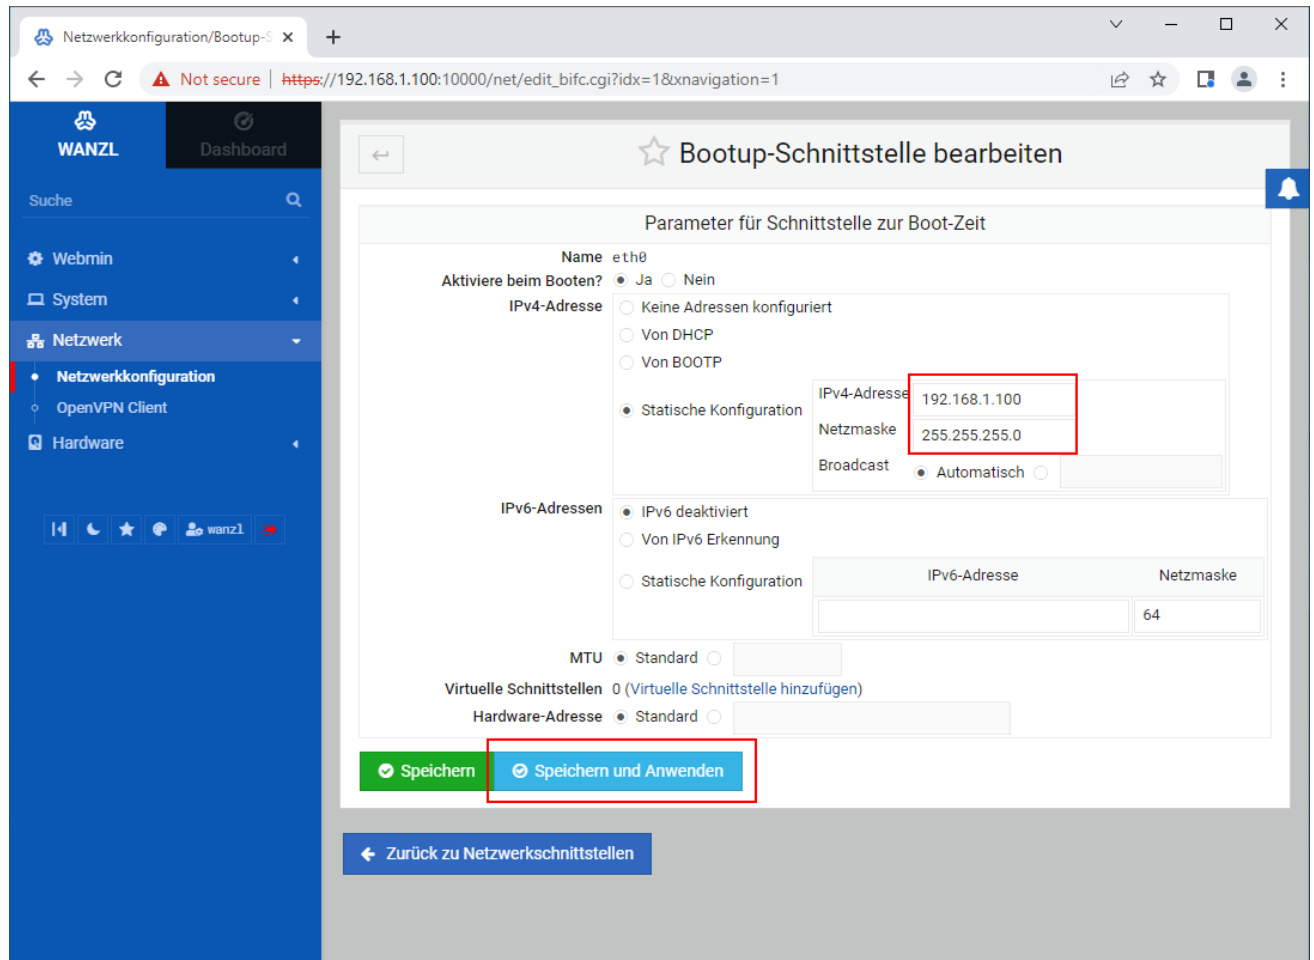 Netzwerkkonfiguration/Bootup-S
Not secure | https://192.168.1.100:10000/net/edit_bifc.cgi?idx=1&xnavigation=1
WANZL
Dashboard
Suche
Webmin
System
Netzwerk
Netzwerkkonfiguration
OpenVPN Client
Hardware
wanzl
Bootup-Schnittstelle bearbeiten
Parameter für Schnittstelle zur Boot-Zeit
Name eth0
Aktiviere beim Booten? Ja Nein
IPv4-Adresse Keine Adressen konfiguriert
Von DHCP
Von BOOTP
Statische Konfiguration
IPv4-Adresse 192.168.1.100
Netzmaske 255.255.255.0
Broadcast Automatisch
IPv6-Adressen IPv6 deaktiviert
Von IPv6 Erkennung
Statische Konfiguration
IPv6-Adresse Netzmaske
64
MTU Standard
Virtuelle Schnittstellen 0 (Virtuelle Schnittstelle hinzufügen)
Hardware-Adresse Standard
Speichern Speichern und Anwenden
Zurück zu Netzwerkschnittstellen